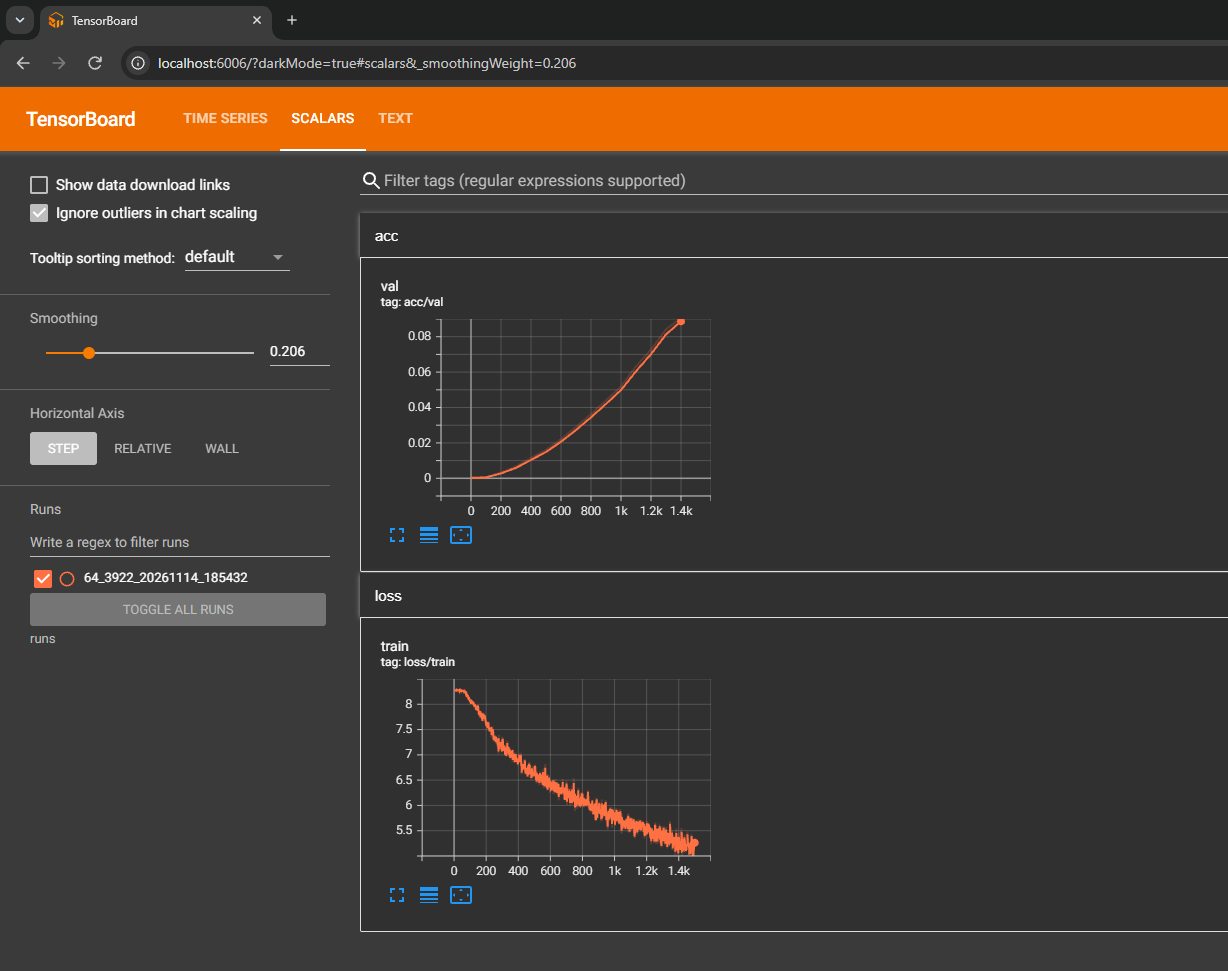 TensorBoard
localhost:6006/?darkMode=true#scalars&_smoothingWeight=0.206
TensorBoard TIME SERIES SCALARS TEXT
Show data download links
Ignore outliers in chart scaling
Tooltip sorting method: default
Smoothing
0.206
Horizontal Axis
STEP RELATIVE WALL
Runs
Write a regex to filter runs
64_3922_20261114_185432
TOGGLE ALL RUNS
runs
Filter tags (regular expressions supported)
acc
val
tag: acc/val
0.08
0.06
0.04
0.02
0
0 200 400 600 800 1k 1.2k 1.4k
loss
train
tag: loss/train
8
7.5
7
6.5
6
5.5
0 200 400 600 800 1k 1.2k 1.4k